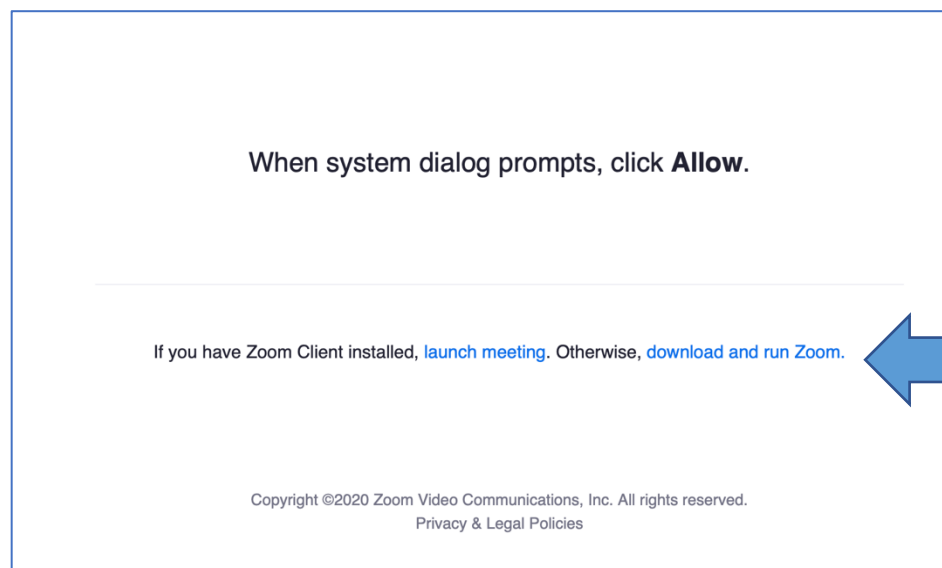 When system dialog prompts, click Allow.
If you have Zoom Client installed, launch meeting. Otherwise, download and run Zoom.
Copyright ©2020 Zoom Video Communications, Inc. All rights reserved.
Privacy & Legal Policies